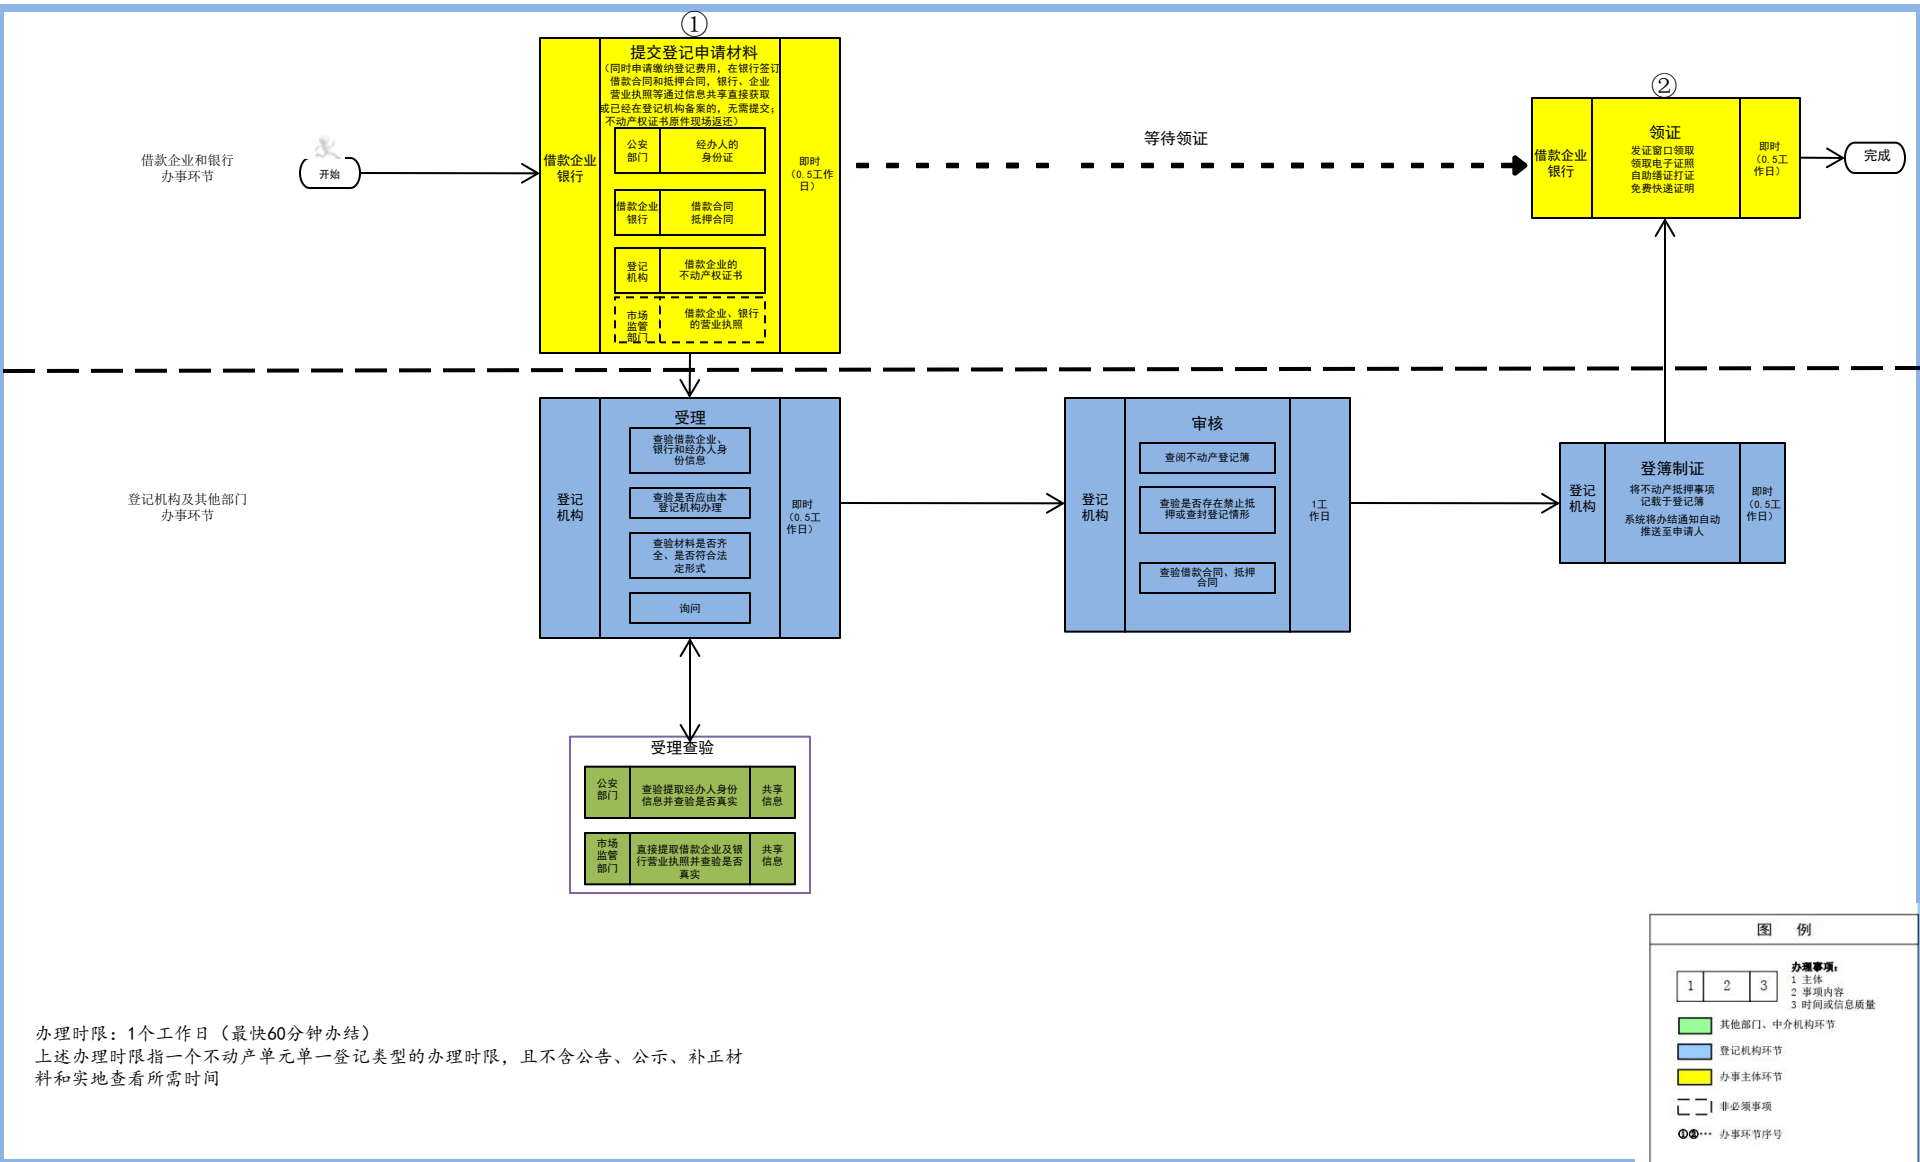 ①
提交登记申请材料
（同时申请缴纳登记费用，在银行签订
借款合同和抵押合同，银行、企业
营业执照等通过信息共享直接获取
或已经在登记机构备案的，无需提交；
不动产权证书原件现场返还）
借款企业
银行
公安
部门
经办人的
身份证
借款企业
银行
借款合同
抵押合同
登记
机构
借款企业的
不动产权证书
市场
监管
部门
借款企业、银行
的营业执照
即时
（0.5工作
日）
借款企业和银行
办事环节
开始
等待领证
②
借款企业
银行
领证
发证窗口领取
领取电子证照
自助缮证打证
免费快递证明
即时
（0.5工
作日）
完成
登记机构及其他部门
办事环节
登记
机构
受理
查验借款企业、
银行和经办人身
份信息
查验是否应由本
登记机构办理
查验材料是否齐
全、是否符合法
定形式
询问
即时
（0.5工
作日）
登记
机构
审核
查阅不动产登记簿
查验是否存在禁止抵
押或查封登记情形
查验借款合同、抵押
合同
1工
作日
登记
机构
登簿制证
将不动产抵押事项
记载于登记簿
系统将办结通知自动
推送至申请人
即时
（0.5工
作日）
受理查验
公安
部门
查验提取经办人身份
信息并查验是否真实
共享
信息
市场
监管
部门
直接提取借款企业及银
行营业执照并查验是否
真实
共享
信息
办理时限：1个工作日（最快60分钟办结）
上述办理时限指一个不动产单元单一登记类型的办理时限，且不含公告、公示、补正材
料和实地查看所需时间
图 例
1 2 3
办理事项：
1 主体
2 事项内容
3 时间或信息质量
其他部门、中介机构环节
登记机构环节
办事主体环节
非必须事项
①②… 办事环节序号